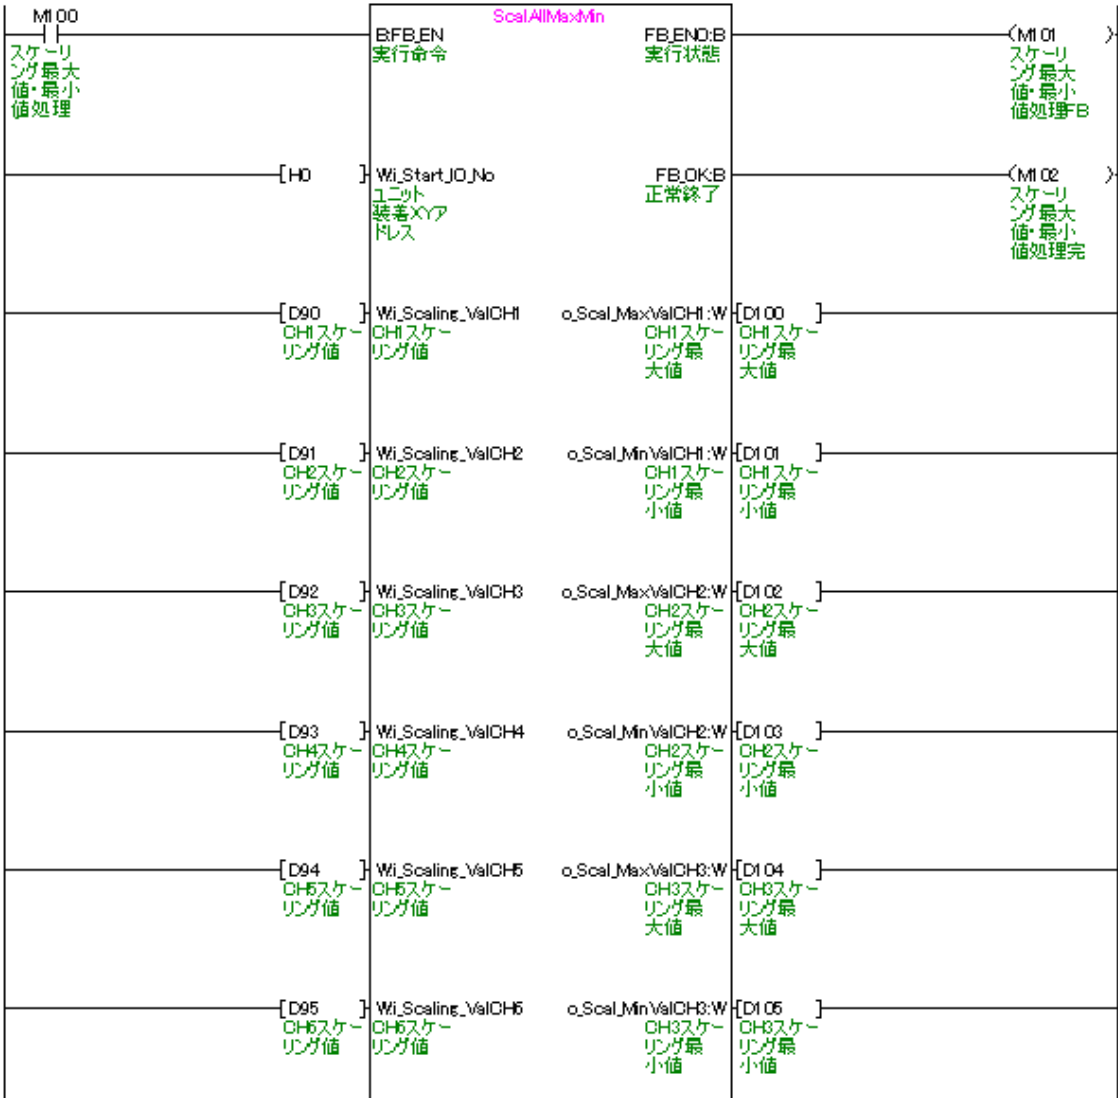 ScalAllMaxMin
M100
スケーリ
ング最大
値・最小
値処理
B:FB_EN
実行命令
FB_ENO:B
実行状態
M101
スケーリ
ング最大
値・最小
値処理FB
H0
W:i_Start_IO_No
ユニット
装着XYア
ドレス
FB_OK:B
正常終了
M102
スケーリ
ング最大
値・最小
値処理完
D90
CH1スケー
リング値
W:i_Scaling_ValCH1
CH1スケー
リング値
o_Scal_MaxValCH1:W
CH1スケー
リング最
大値
D100
CH1スケー
リング最
大値
D91
CH2スケー
リング値
W:i_Scaling_ValCH2
CH2スケー
リング値
o_Scal_MinValCH1:W
CH1スケー
リング最
小値
D101
CH1スケー
リング最
小値
D92
CH3スケー
リング値
W:i_Scaling_ValCH3
CH3スケー
リング値
o_Scal_MaxValCH2:W
CH2スケー
リング最
大値
D102
CH2スケー
リング最
大値
D93
CH4スケー
リング値
W:i_Scaling_ValCH4
CH4スケー
リング値
o_Scal_MinValCH2:W
CH2スケー
リング最
小値
D103
CH2スケー
リング最
小値
D94
CH5スケー
リング値
W:i_Scaling_ValCH5
CH5スケー
リング値
o_Scal_MaxValCH3:W
CH3スケー
リング最
大値
D104
CH3スケー
リング最
大値
D95
CH6スケー
リング値
W:i_Scaling_ValCH6
CH6スケー
リング値
o_Scal_MinValCH3:W
CH3スケー
リング最
小値
D105
CH3スケー
リング最
小値